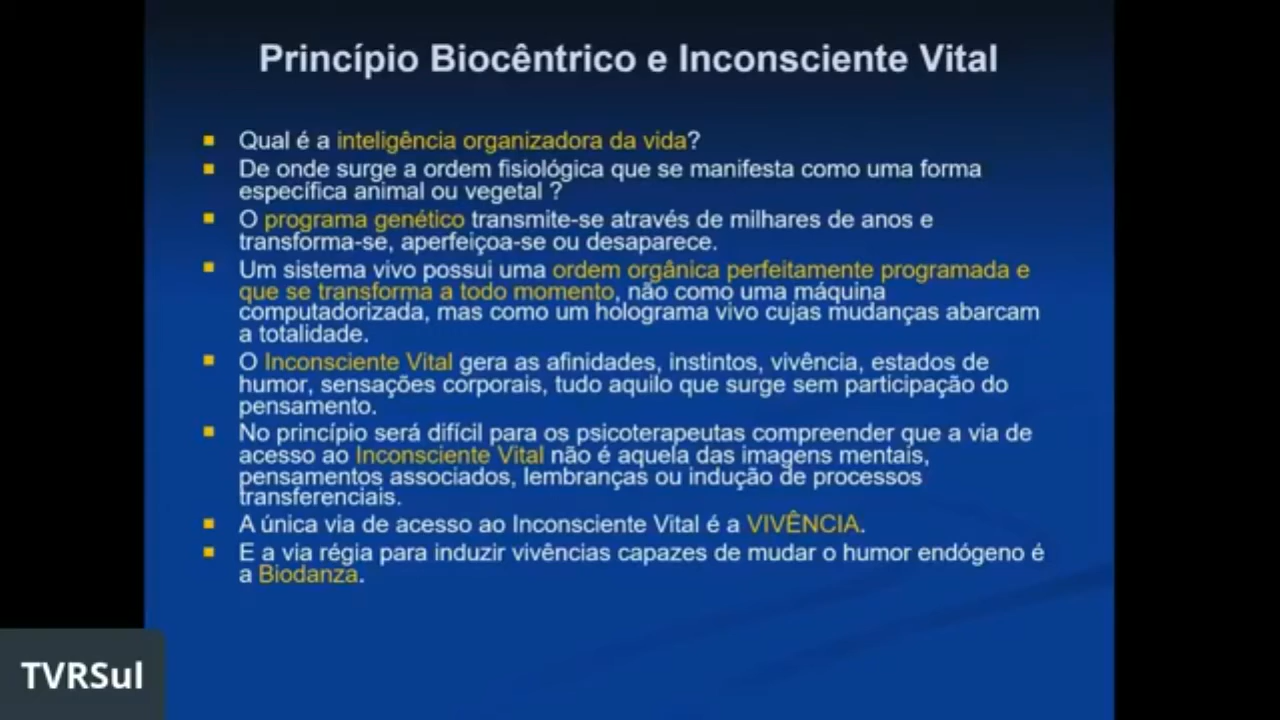 Princípio Biocêntrico e Inconsciente Vital
Qual é a inteligência organizadora da vida?
De onde surge a ordem fisiológica que se manifesta como uma forma
específica animal ou vegetal ?
O programa genético transmite-se através de milhares de anos e
transforma-se, aperfeiçoa-se ou desaparece.
Um sistema vivo possui uma ordem orgânica perfeitamente programada e
que se transforma a todo momento, não como uma máquina
computadorizada, mas como um holograma vivo cujas mudanças abarcam
a totalidade.
O Inconsciente Vital gera as afinidades, instintos, vivência, estados de
humor, sensações corporais, tudo aquilo que surge sem participação do
pensamento.
No princípio será difícil para os psicoterapeutas compreender que a via de
acesso ao Inconsciente Vital não é aquela das imagens mentais,
pensamentos associados, lembranças ou indução de processos
transferenciais.
A única via de acesso ao Inconsciente Vital é a VIVÊNCIA.
E a via régia para induzir vivências capazes de mudar o humor endógeno é
a Biodanza.
TVRSul